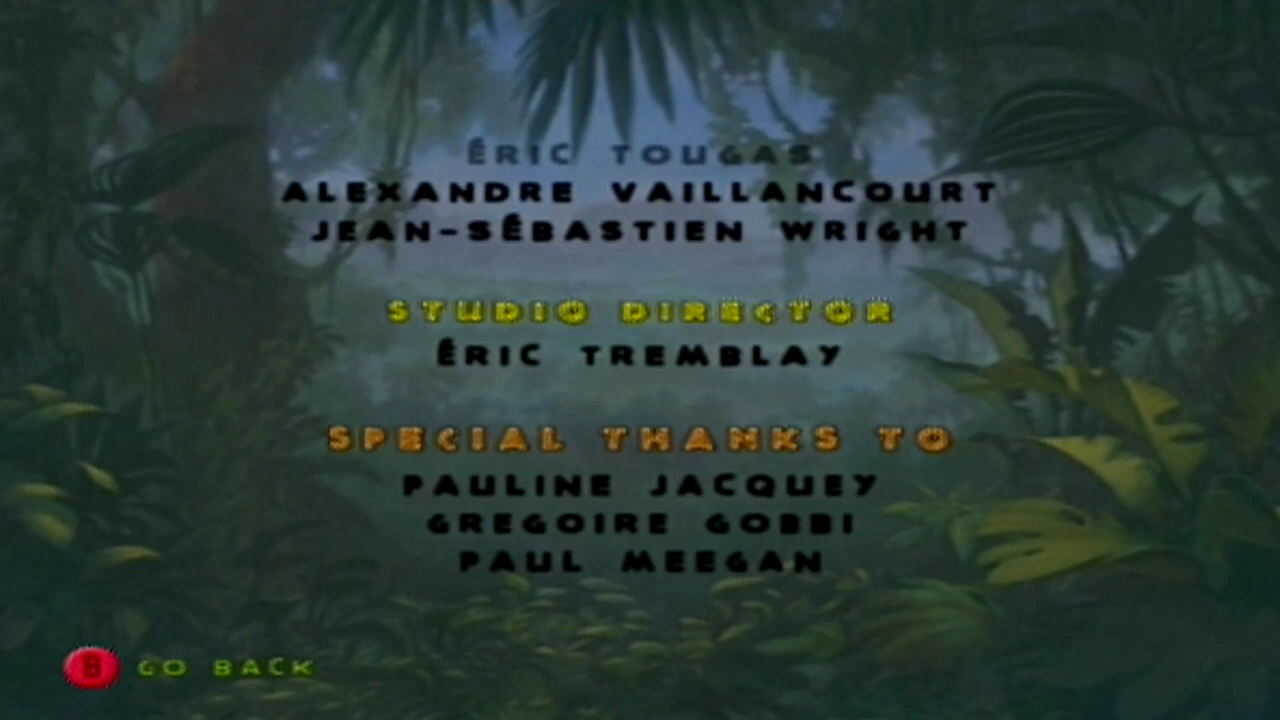 ÉRIC TOUGAS
ALEXANDRE VAILLANCOURT
JEAN-SÉBASTIEN WRIGHT
STUDIO DIRECTOR
ÉRIC TREMBLAY
SPECIAL THANKS TO
PAULINE JACQUEY
GREGOIRE GOBBI
PAUL MEEGAN
B GO BACK